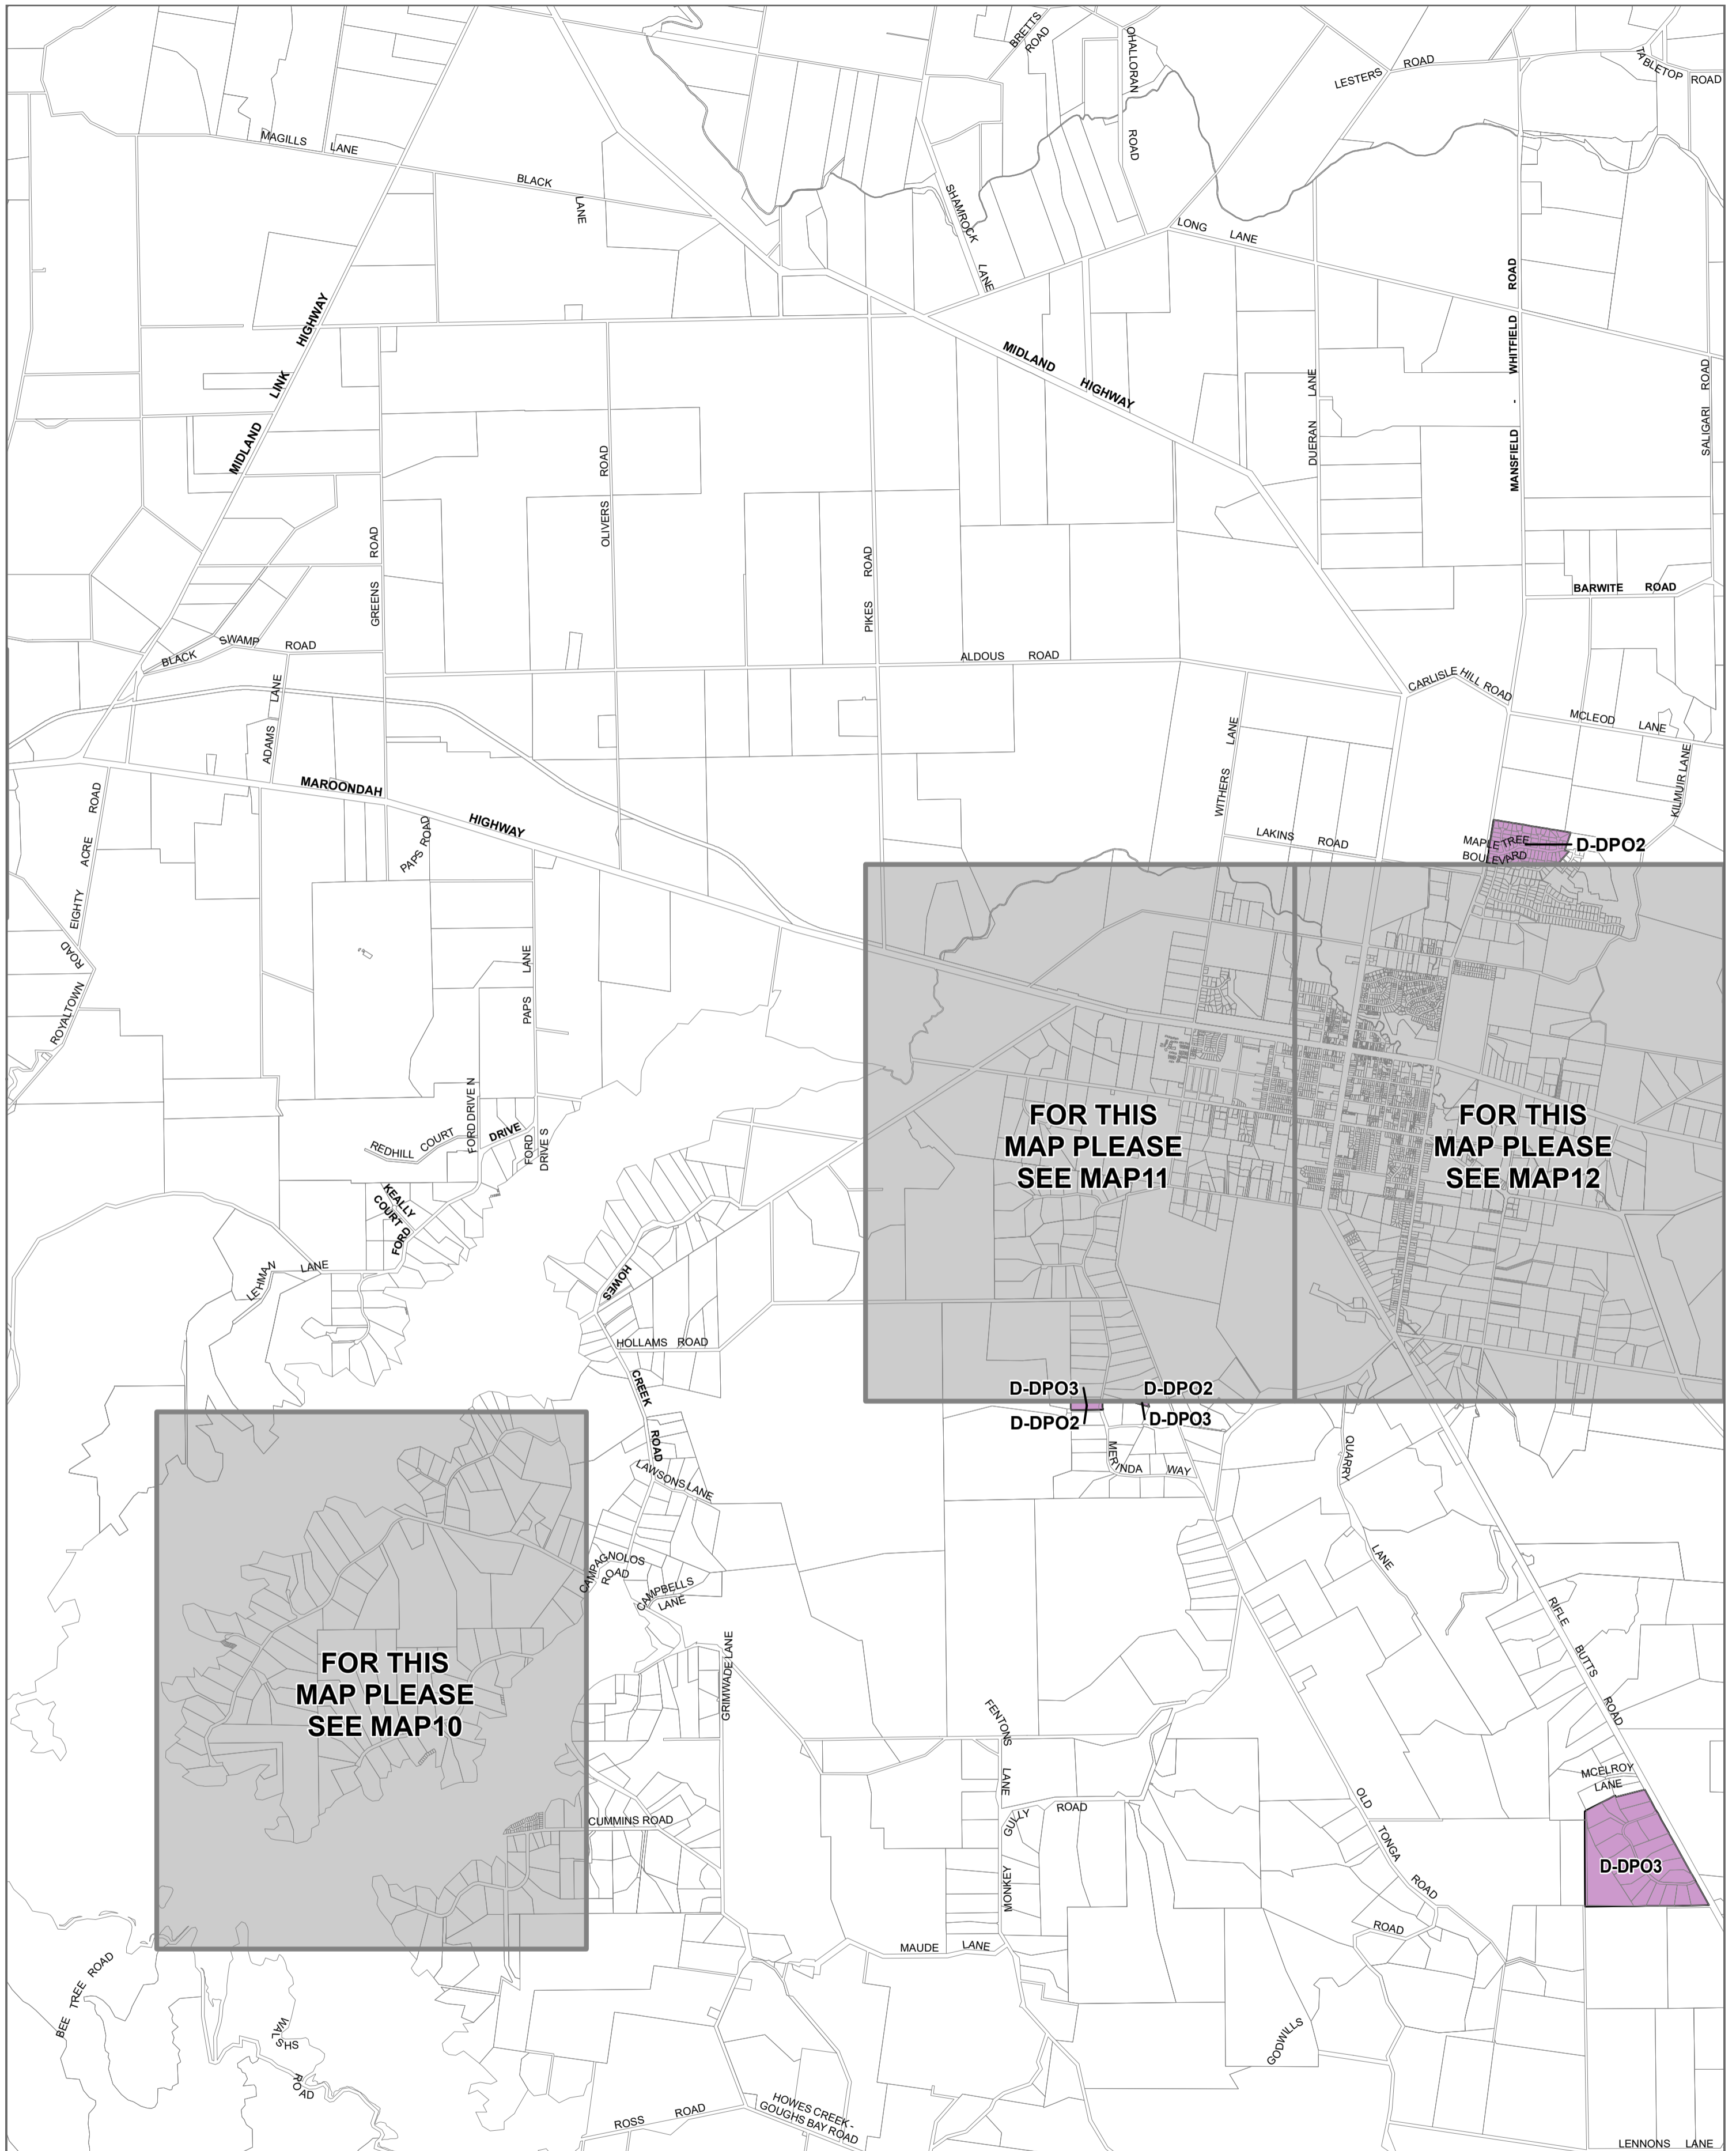 BRETTS
ROAD
OHALLORAN
ROAD
LESTERS ROAD
TABLETOP ROAD
MAGILLS LANE
BLACK
LANE
SHAMROCK
LANE
LONG LANE
MANSFIELD - WHITFIELD ROAD
MIDLAND LINK HIGHWAY
MIDLAND HIGHWAY
DUERAN LANE
SALIGARI ROAD
OLIVERS ROAD
GREENS ROAD
PIKES ROAD
BARWITE ROAD
BLACK SWAMP ROAD
ALDOUS ROAD
CARLISLE HILL ROAD
MCLEOD LANE
ADAMS LANE
WITHERS LANE
KILMUIR LANE
MAROONDAH HIGHWAY
EIGHTY ACRE ROAD
PAPS ROAD
LAKINS ROAD
MAPLE TREE
BOULEVARD
D-DPO2
ROYALTOWN ROAD
PAPS LANE
FORD DRIVE N
REDHILL COURT
DRIVE
FORD
DRIVE S
KEALLY
COURT
FORD
FOR THIS
MAP PLEASE
SEE MAP11
FOR THIS
MAP PLEASE
SEE MAP12
LEHMAN LANE
HOWES
HOLLAMS ROAD
CREEK
ROAD
D-DPO3
D-DPO2
D-DPO2
D-DPO3
MERINDA WAY
QUARRY
LANE
LAWSONS LANE
CAMPAGNOLOS
ROAD
CAMPBELLS
LANE
RIFLE
BUTTS
ROAD
GRIMWADE LANE
FOR THIS
MAP PLEASE
SEE MAP10
FENTONS
LANE
MCELROY
LANE
CUMMINS ROAD
MONKEY GULLY ROAD
OLD
TONGA
ROAD
D-DPO3
ROAD
MAUDE LANE
BEE TREE ROAD
WALSHS
ROAD
GODWILLS
ROSS ROAD
HOWES CREEK -
GOUGHS BAY ROAD
LENNONS LANE